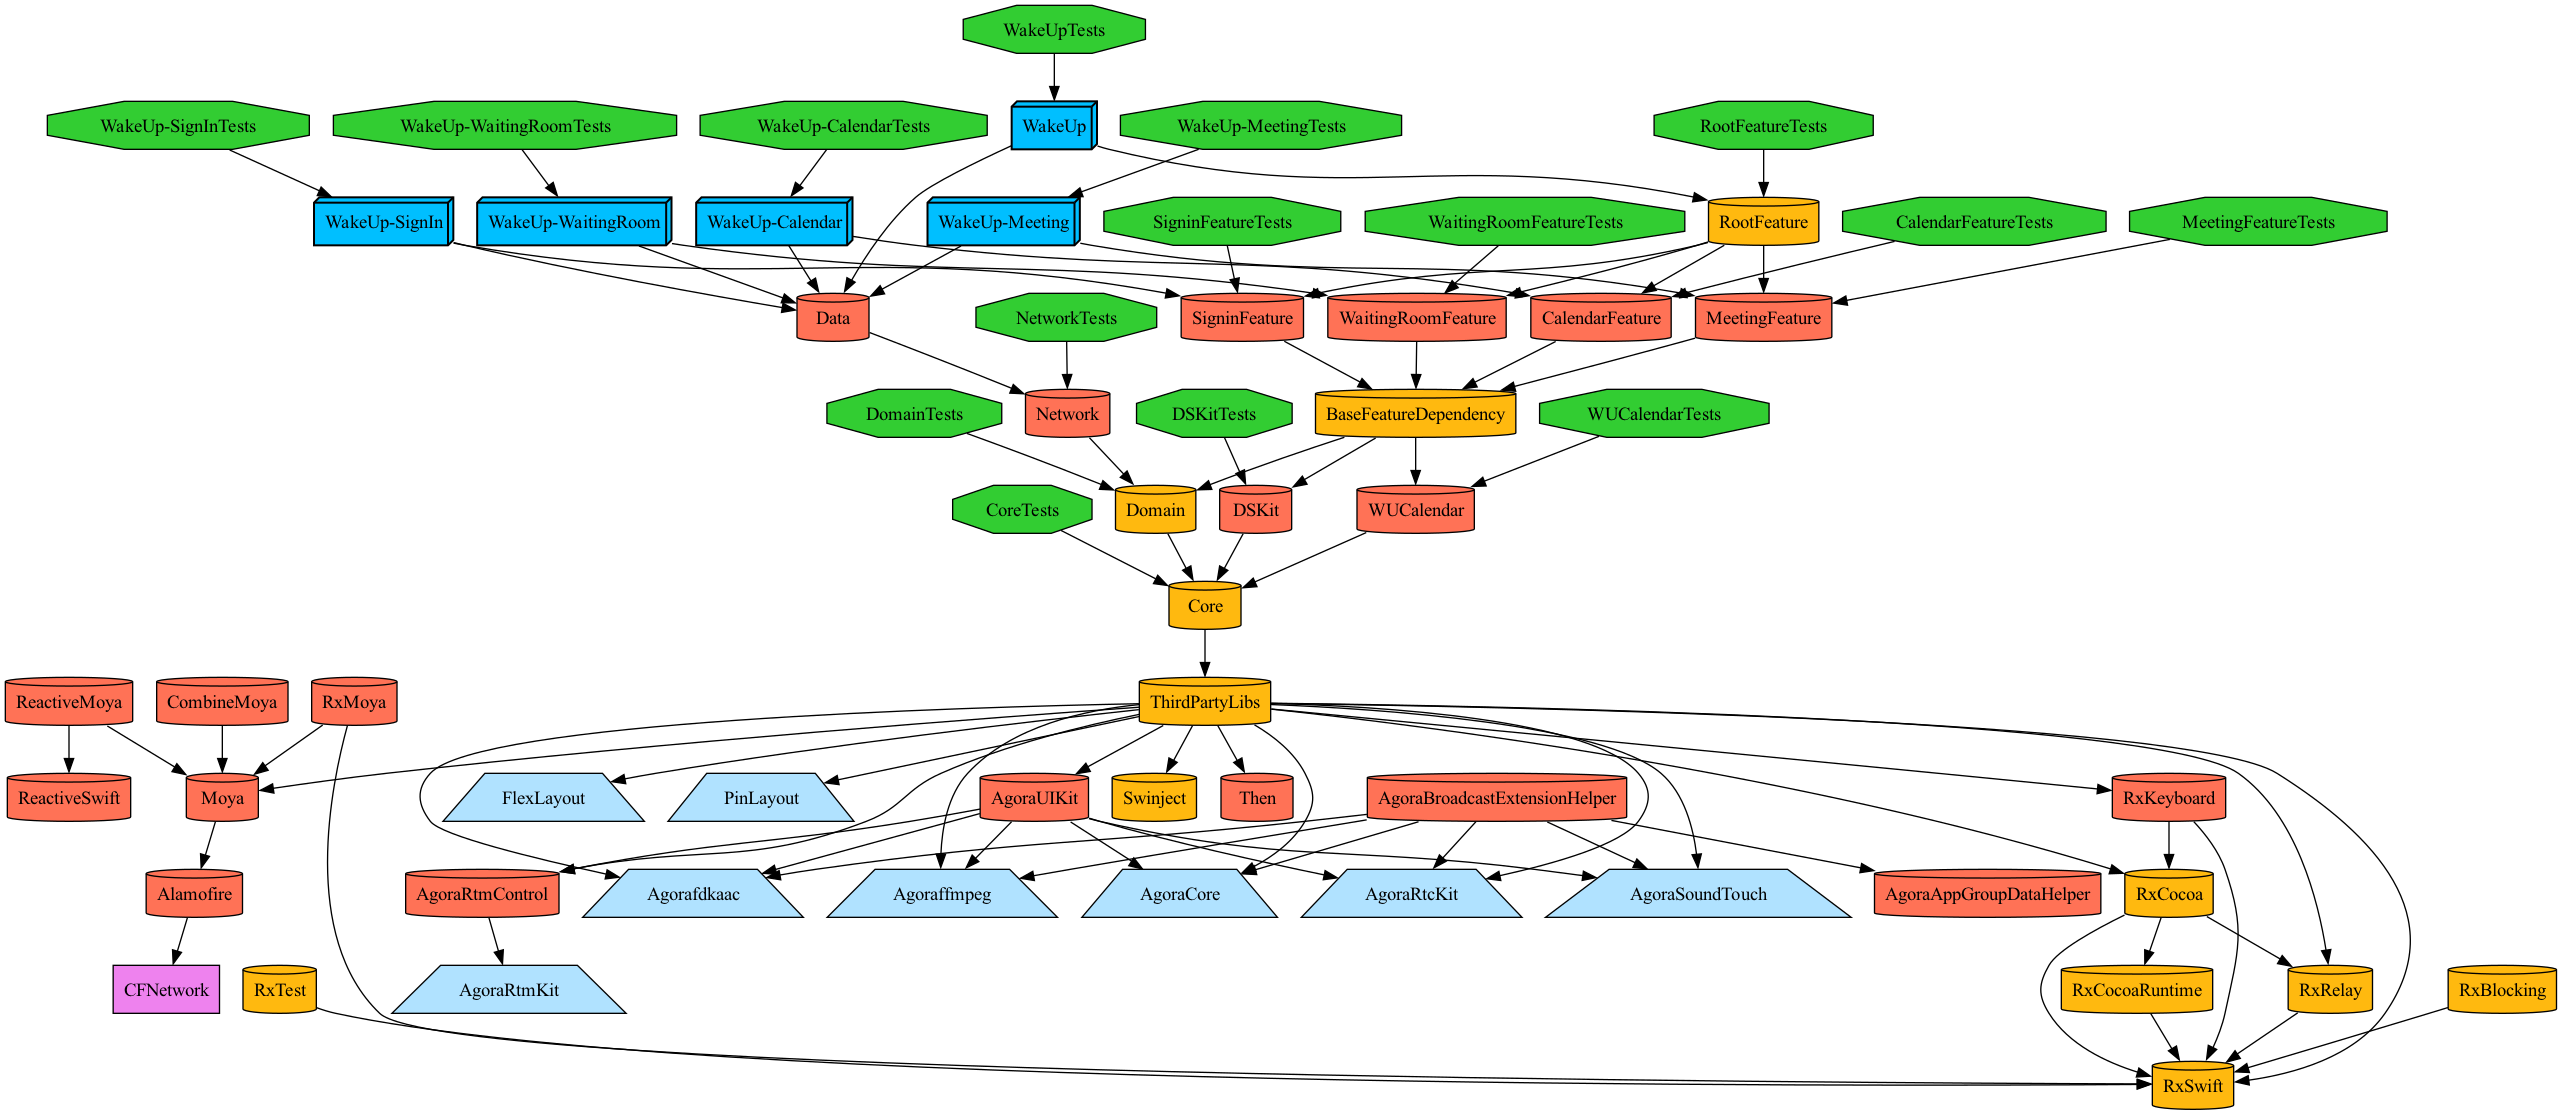 WakeUpTests
WakeUp-SignInTests
WakeUp-WaitingRoomTests
WakeUp-CalendarTests
WakeUp
WakeUp-MeetingTests
RootFeatureTests
WakeUp-SignIn
WakeUp-WaitingRoom
WakeUp-Calendar
WakeUp-Meeting
SigninFeatureTests
WaitingRoomFeatureTests
RootFeature
CalendarFeatureTests
MeetingFeatureTests
Data
NetworkTests
SigninFeature
WaitingRoomFeature
CalendarFeature
MeetingFeature
DomainTests
Network
DSKitTests
BaseFeatureDependency
WUCalendarTests
CoreTests
Domain
DSKit
WUCalendar
Core
ReactiveMoya
CombineMoya
RxMoya
ThirdPartyLibs
ReactiveSwift
Moya
FlexLayout
PinLayout
AgoraUIKit
Swinject
Then
AgoraBroadcastExtensionHelper
RxKeyboard
Alamofire
AgoraRtmControl
Agorafdkaac
Agoraffmpeg
AgoraCore
AgoraRtcKit
AgoraSoundTouch
AgoraAppGroupDataHelper
RxCocoa
CFNetwork
RxTest
AgoraRtmKit
RxCocoaRuntime
RxRelay
RxBlocking
RxSwift